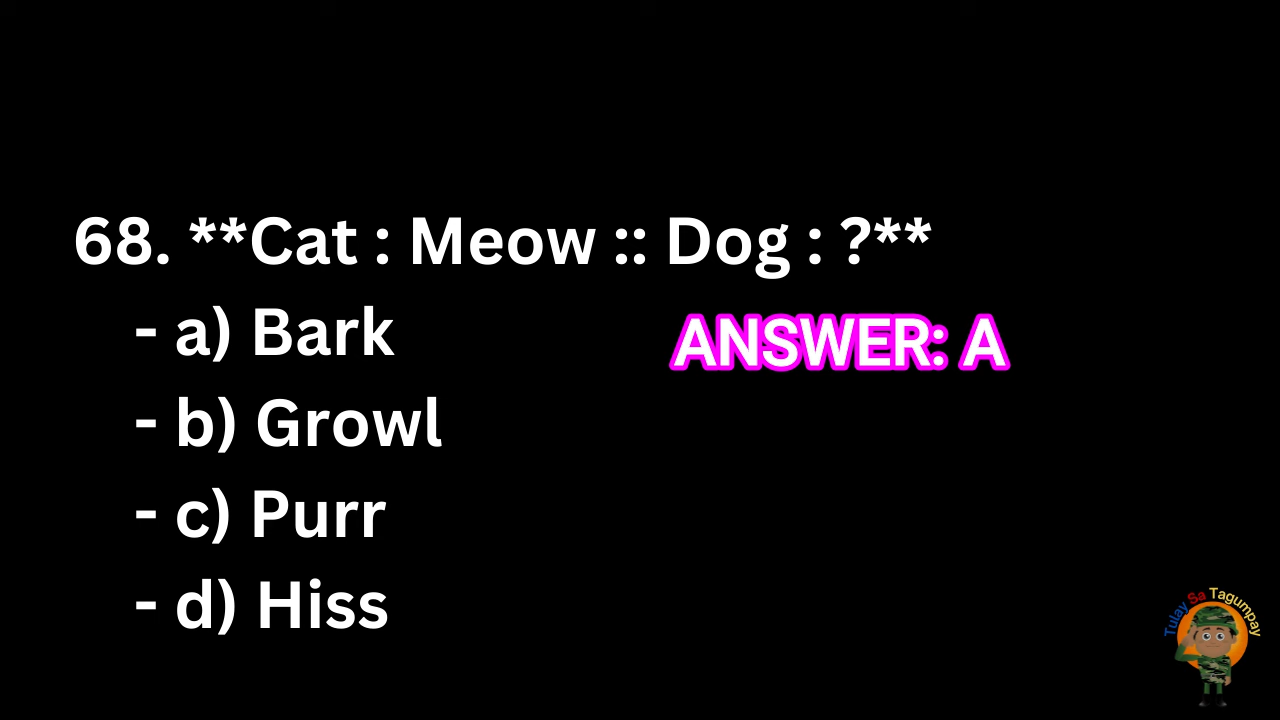 68. **Cat : Meow :: Dog : ?**
- a) Bark
ANSWER: A
- b) Growl
- c) Purr
- d) Hiss
Tulay Sa Tagumpay